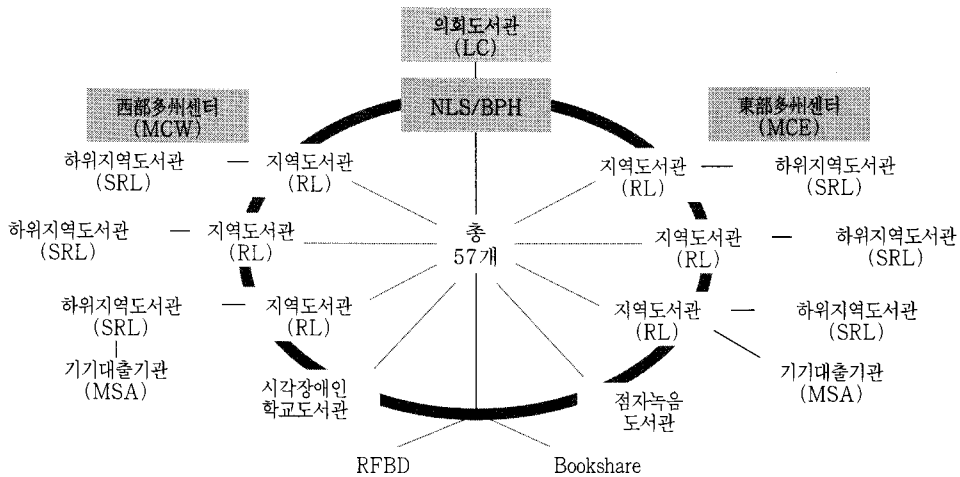 의회도서관
(LC)
西部多州센터
(MCW)
NLS/BPH
東部多州센터
(MCE)
하위지역도서관
(SRL)
지역도서관
(RL)
지역도서관
(RL)
하위지역도서관
(SRL)
하위지역도서관
(SRL)
지역도서관
(RL)
총
57개
지역도서관
(RL)
하위지역도서관
(SRL)
하위지역도서관
(SRL)
지역도서관
(RL)
지역도서관
(RL)
하위지역도서관
(SRL)
기기대출기관
(MSA)
시각장애인
학교도서관
점자녹음
도서관
기기대출기관
(MSA)
RFBD
Bookshare